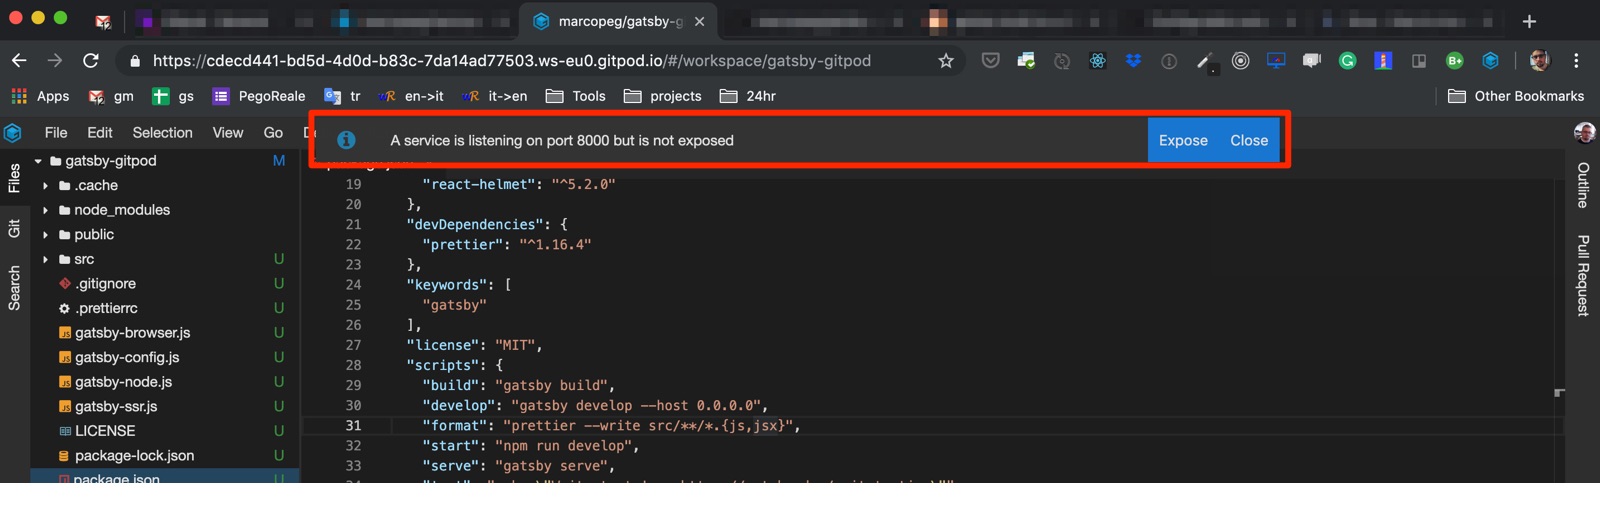 marcopeg/gatsby-g
https://cdecd441-bd5d-4d0d-b83c-7da14ad77503.ws-eu0.gitpod.io/#/workspace/gatsby-gitpod
Apps gm gs PegoReale tr en->it it->en Tools projects 24hr Other Bookmarks
File Edit Selection View Go
A service is listening on port 8000 but is not exposed Expose Close
Files
Git
Search
gatsby-gitpod M
.cache
node_modules
public
src U
.gitignore U
.prettierrc U
gatsby-browser.js U
gatsby-config.js U
gatsby-node.js U
gatsby-ssr.js U
LICENSE U
package-lock.json U
package.json
19 "react-helmet": "^5.2.0"
20 },
21 "devDependencies": {
22 "prettier": "^1.16.4"
23 },
24 "keywords": [
25 "gatsby"
26 ],
27 "license": "MIT",
28 "scripts": {
29 "build": "gatsby build",
30 "develop": "gatsby develop --host 0.0.0.0",
31 "format": "prettier --write src/**/*.{js,jsx}",
32 "start": "npm run develop",
33 "serve": "gatsby serve",
Outline
Pull Request